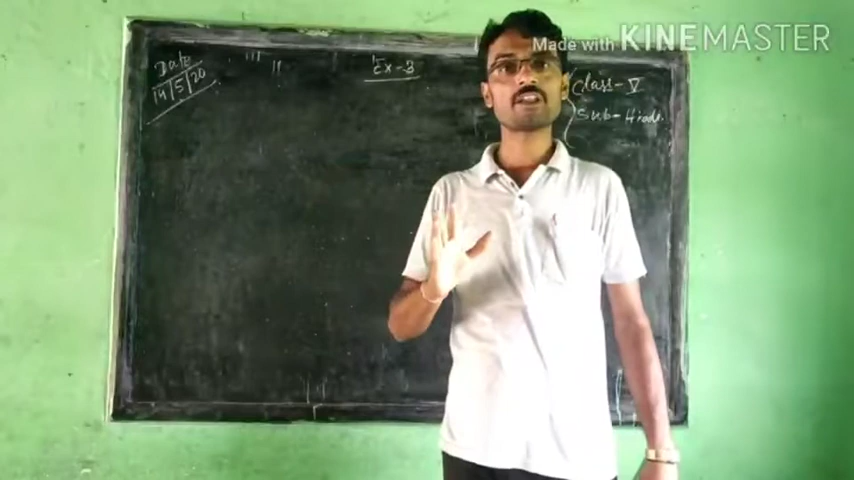 Made with KINEMASTER
Date
14/5/20
Ex-3
Class-V
Sub-Hindi